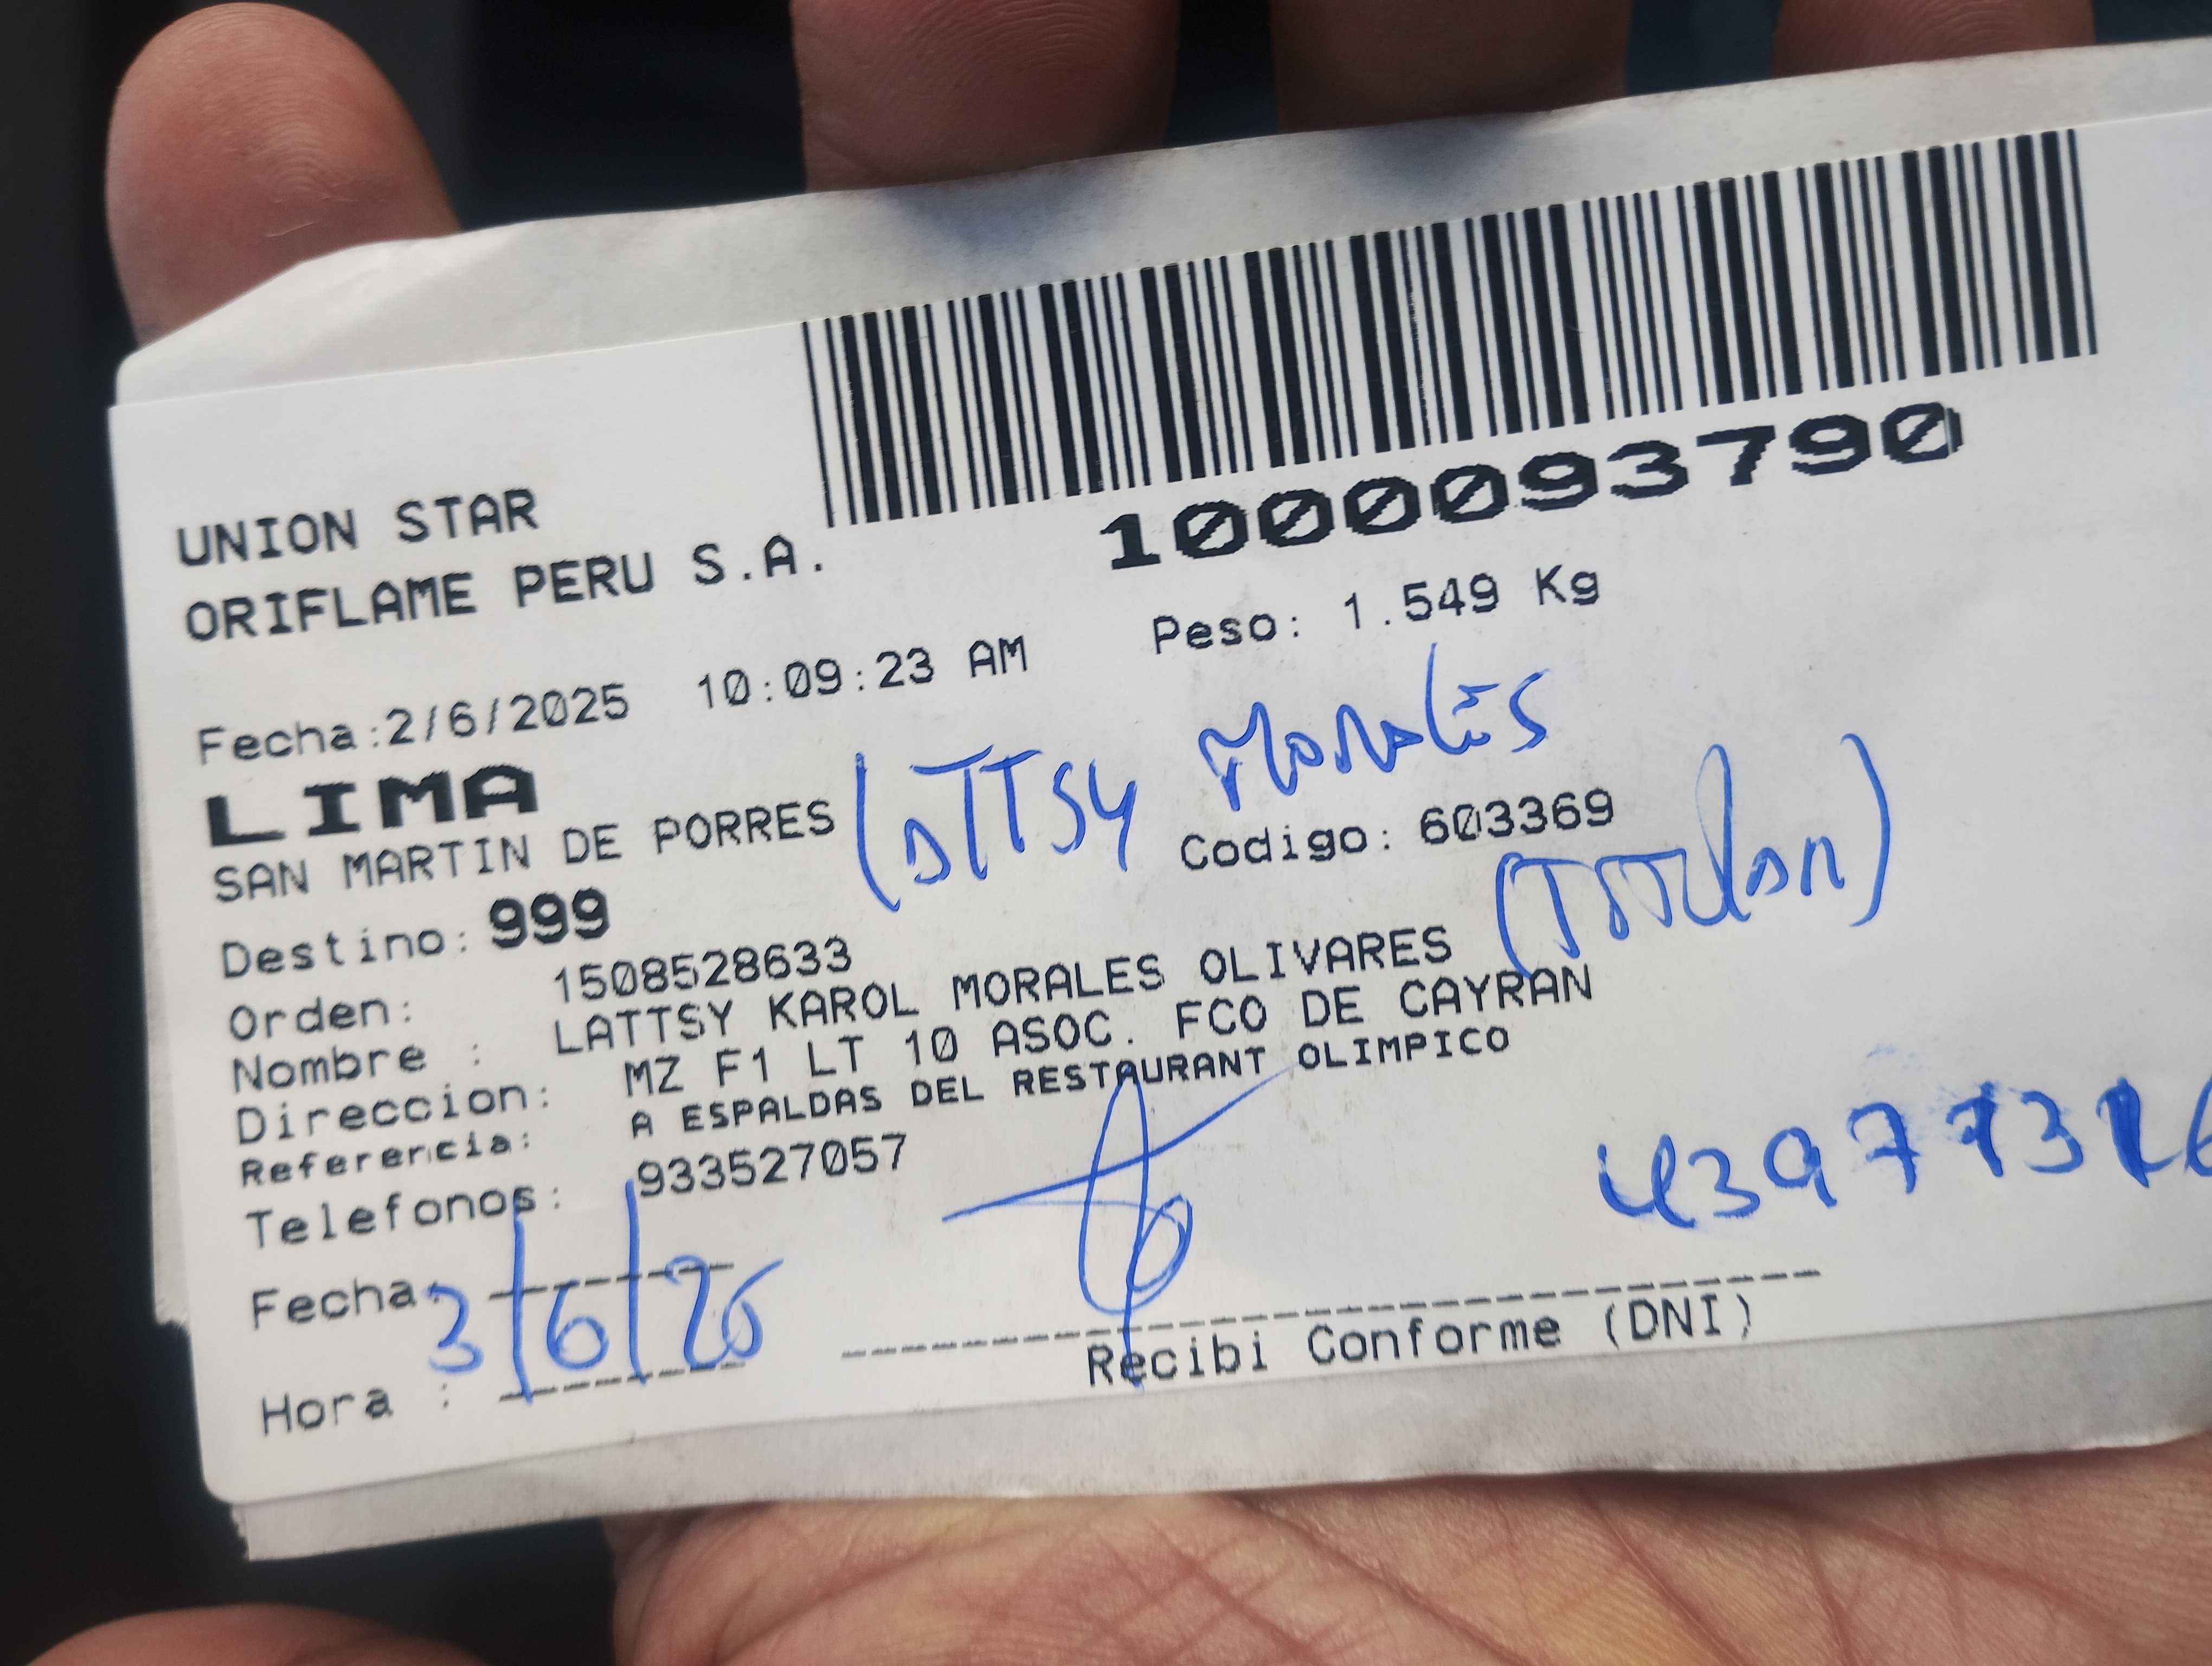 1000093790
UNION STAR
ORIFLAME PERU S.A.
Fecha:2/6/2025 10:09:23 AM Peso: 1.549 Kg
LIMA
SAN MARTIN DE PORRES Lattsy Morales
Codigo: 603369
Destino: 999 (Titular)
Orden: 1508528633
Nombre : LATTSY KAROL MORALES OLIVARES
Direccion: MZ F1 LT 10 ASOC. FCO DE CAYRAN
Referencia: A ESPALDAS DEL RESTAURANT OLIMPICO
Telefonos: 933527057
Fecha: 3/6/25
Hora :
Recibi Conforme (DNI)